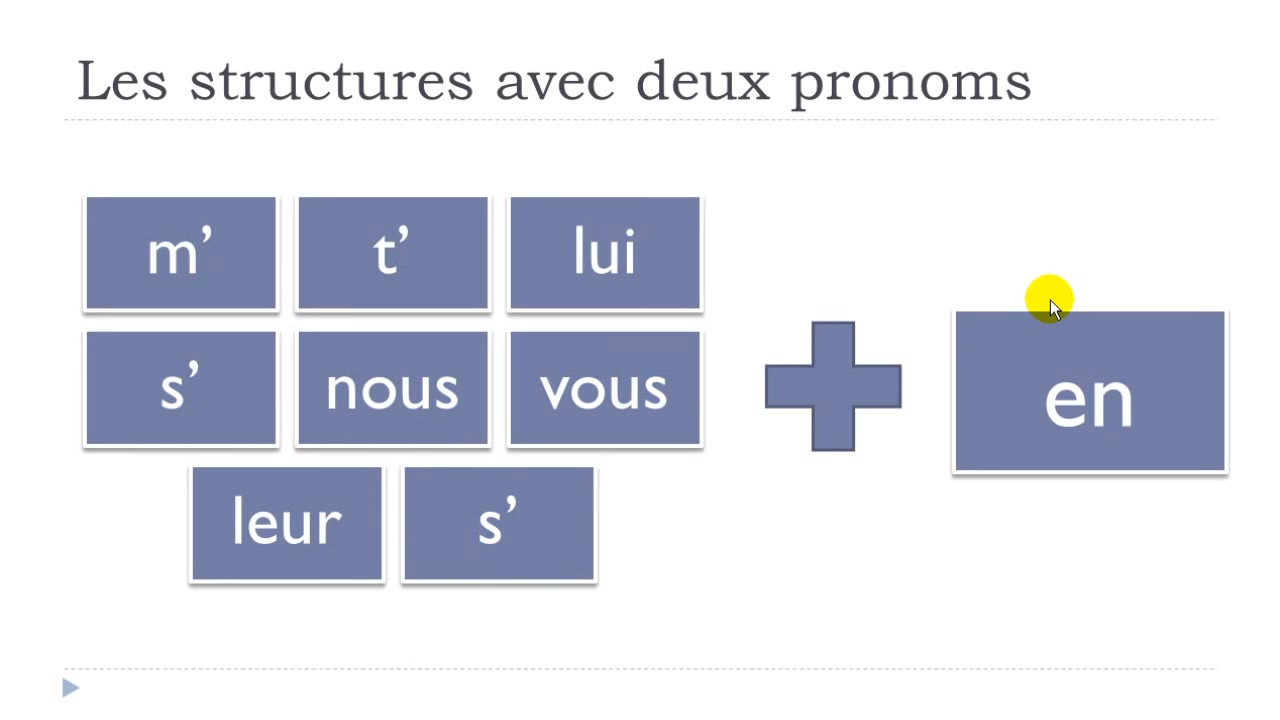 Les structures avec deux pronoms
m’ t’ lui
s’ nous vous
leur s’
en